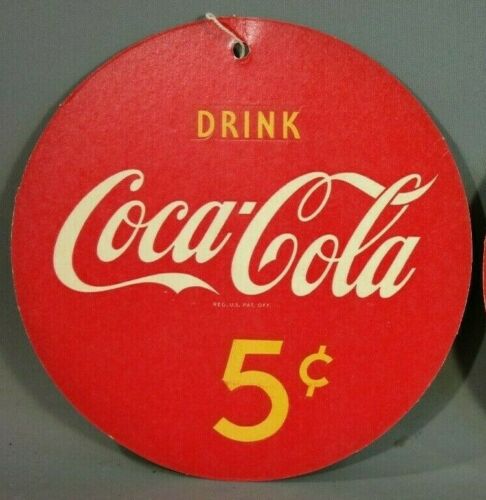 DRINK
Coca-Cola
REG. U.S. PAT. OFF.
5¢